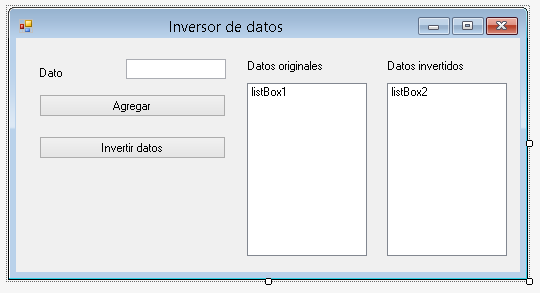 Inversor de datos
Dato
Agregar
Invertir datos
Datos originales
listBox1
Datos invertidos
listBox2